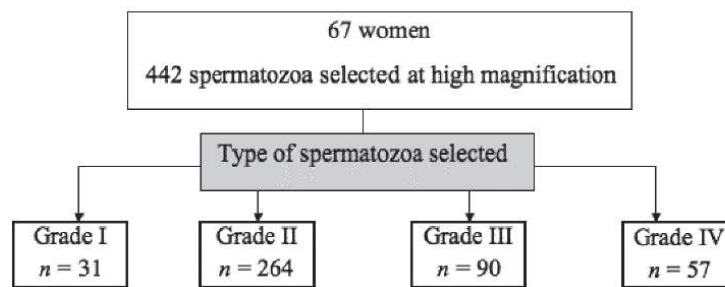 67 women
442 spermatozoa selected at high magnification
Type of spermatozoa selected
Grade I
n = 31
Grade II
n = 264
Grade III
n = 90
Grade IV
n = 57